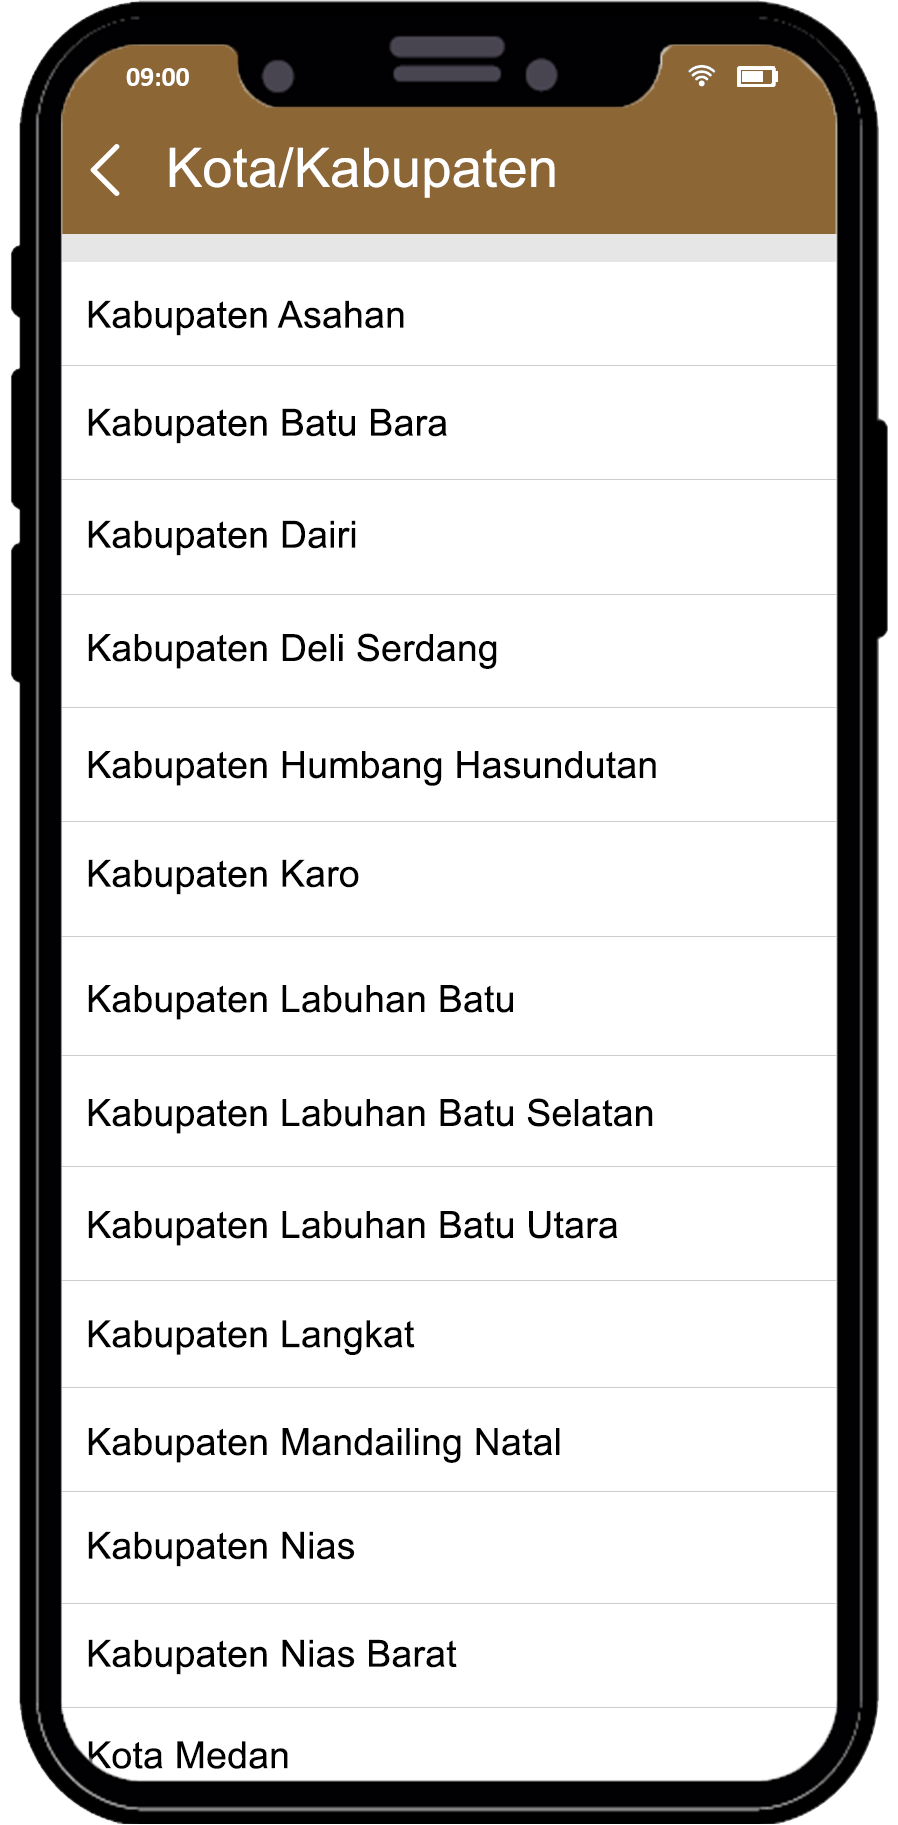 09:00
Kota/Kabupaten
Kabupaten Asahan
Kabupaten Batu Bara
Kabupaten Dairi
Kabupaten Deli Serdang
Kabupaten Humbang Hasundutan
Kabupaten Karo
Kabupaten Labuhan Batu
Kabupaten Labuhan Batu Selatan
Kabupaten Labuhan Batu Utara
Kabupaten Langkat
Kabupaten Mandailing Natal
Kabupaten Nias
Kabupaten Nias Barat
Kota Medan